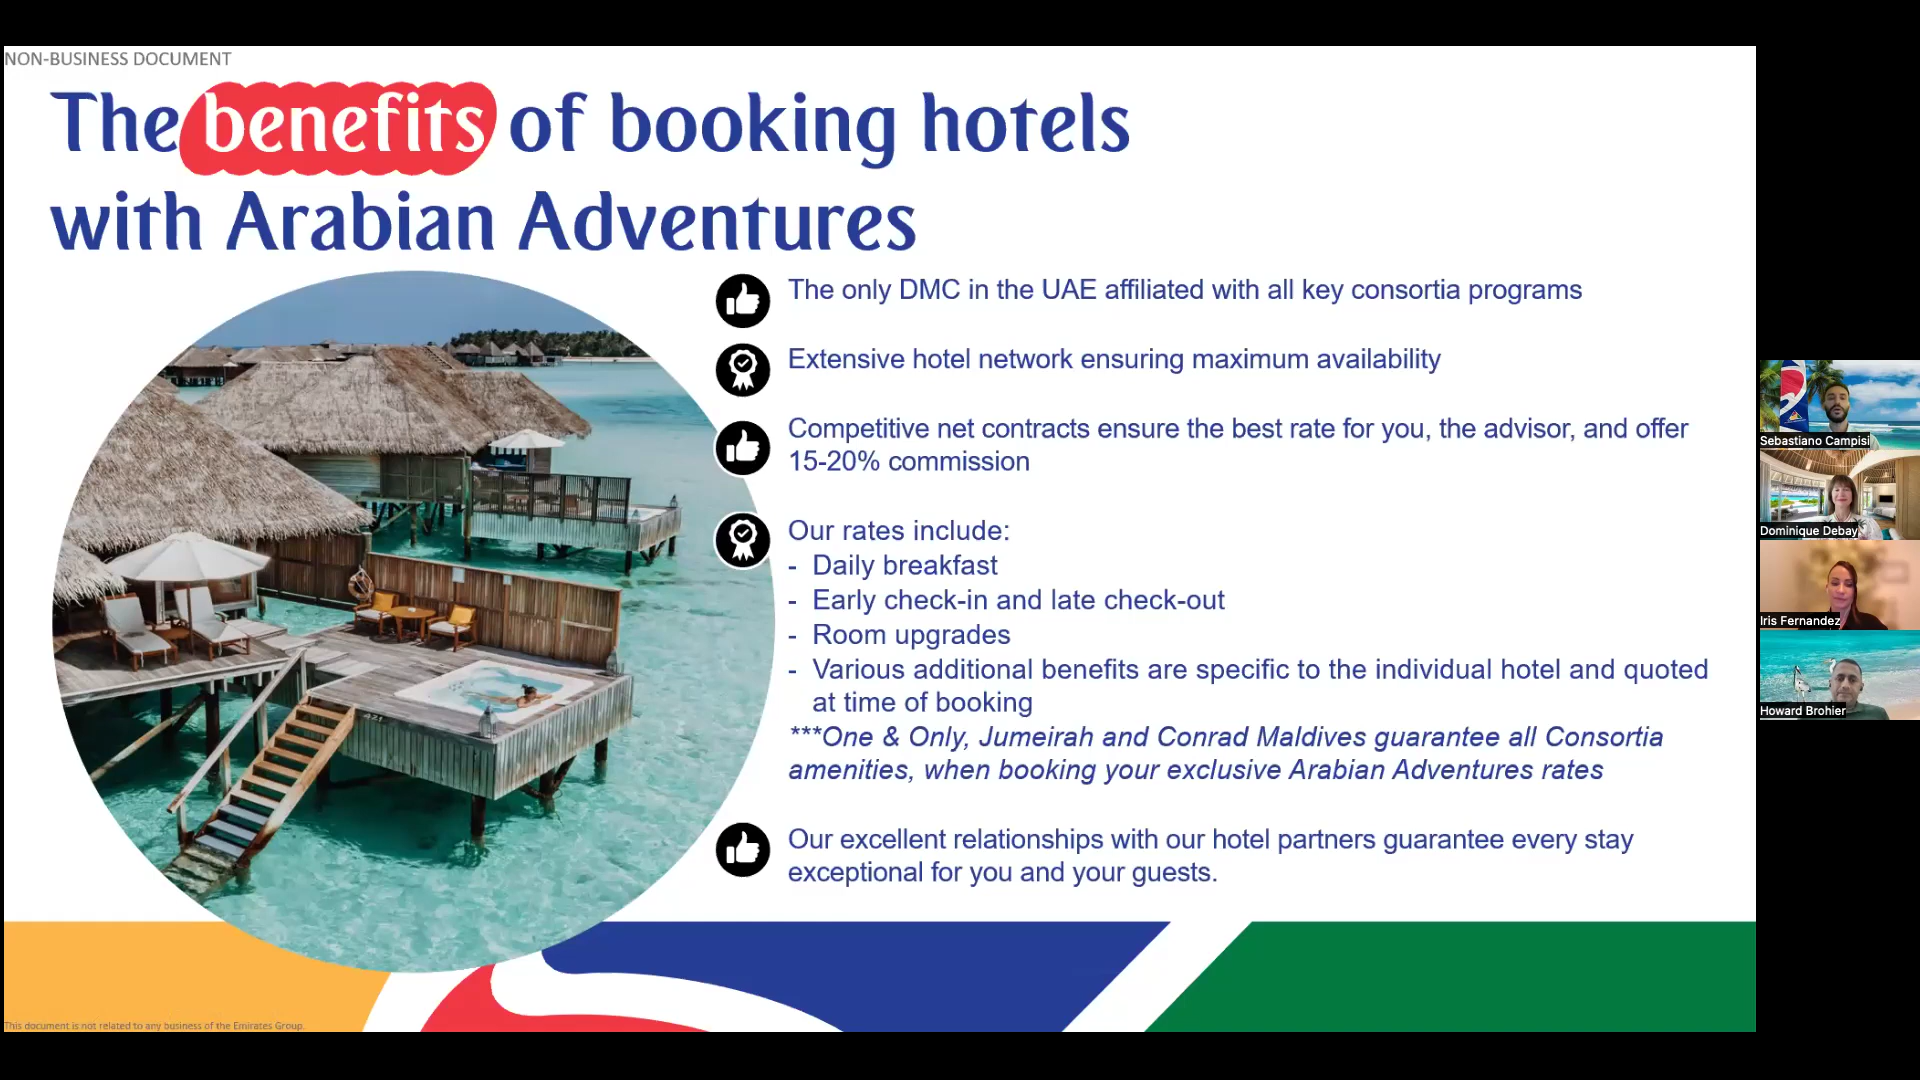 NON-BUSINESS DOCUMENT
The benefits of booking hotels
with Arabian Adventures
The only DMC in the UAE affiliated with all key consortia programs
Extensive hotel network ensuring maximum availability
Competitive net contracts ensure the best rate for you, the advisor, and offer
15-20% commission
Our rates include:
- Daily breakfast
- Early check-in and late check-out
- Room upgrades
- Various additional benefits are specific to the individual hotel and quoted
at time of booking
***One & Only, Jumeirah and Conrad Maldives guarantee all Consortia
amenities, when booking your exclusive Arabian Adventures rates
Our excellent relationships with our hotel partners guarantee every stay
exceptional for you and your guests.
This document is not related to any business of the Emirates Group.
Sebastiano Campisi
Dominique Debay
Iris Fernandez
Howard Brohier